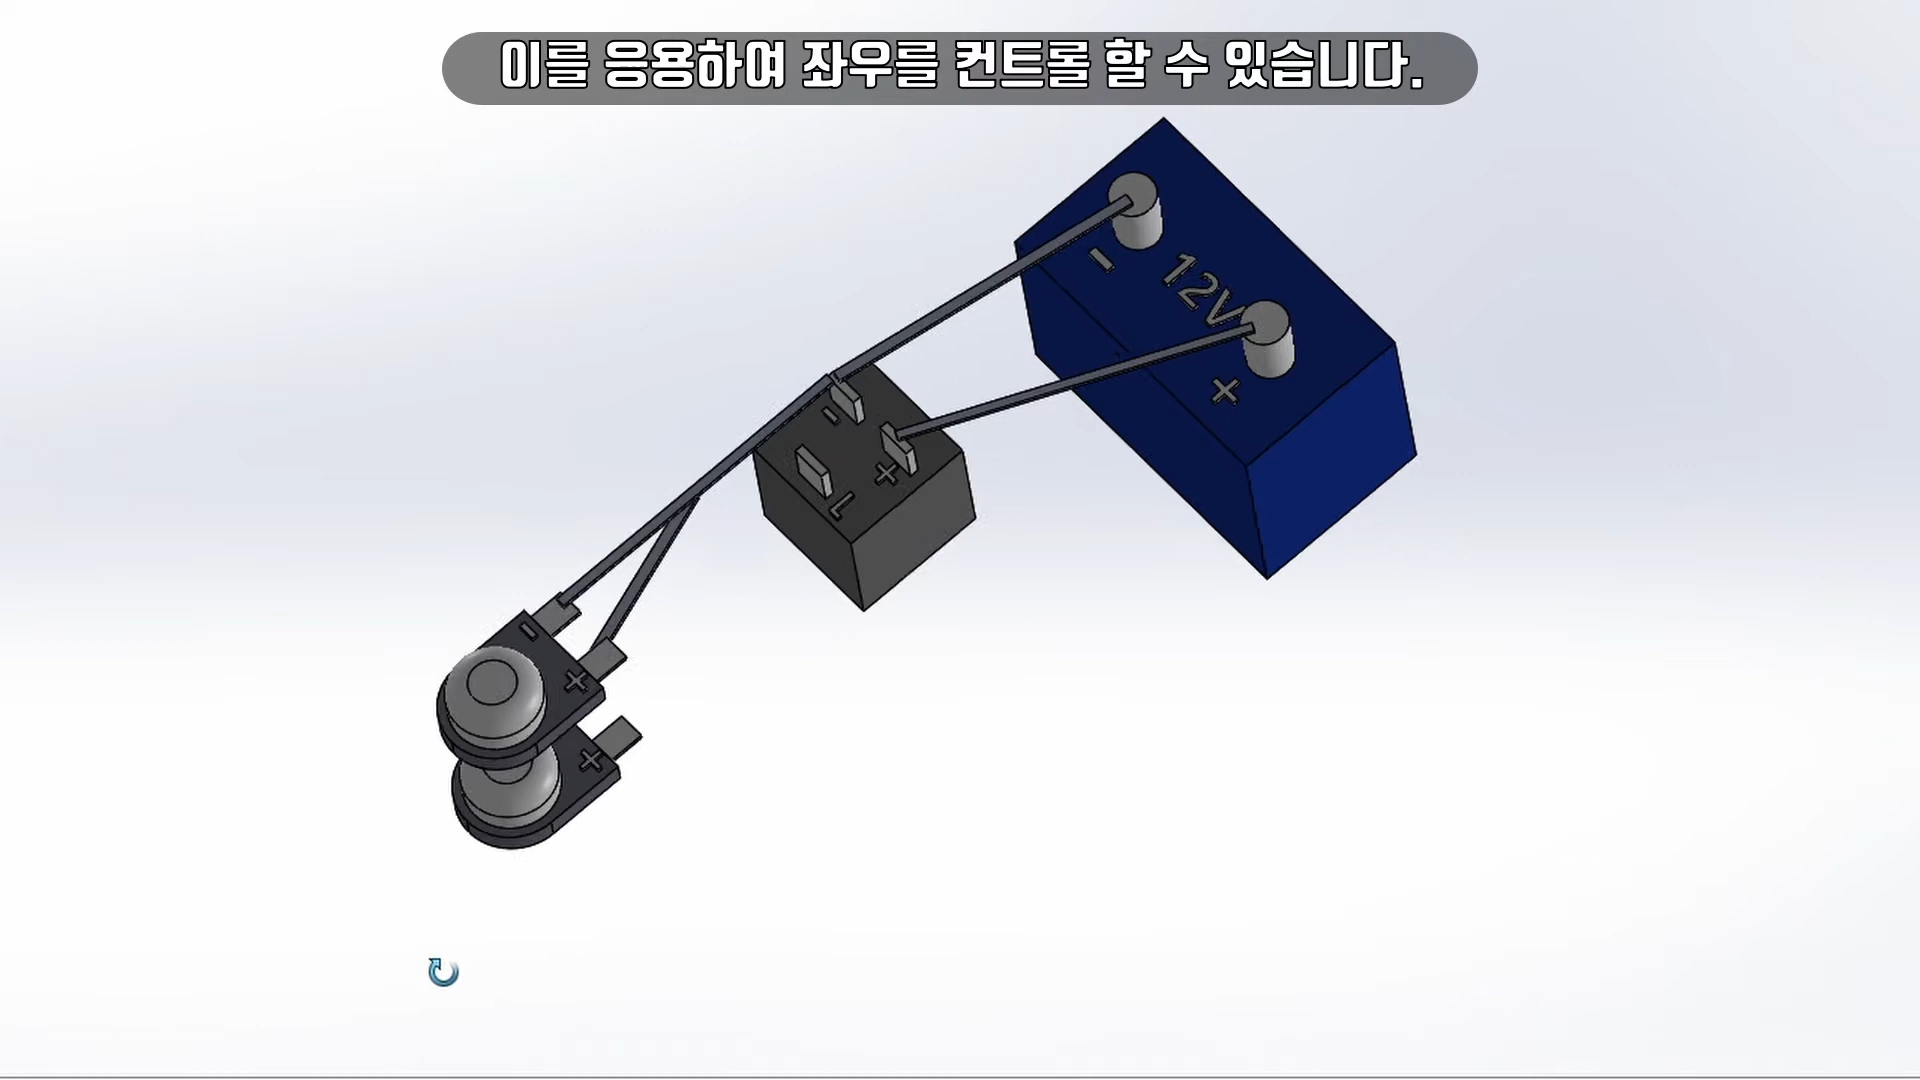 이를 응용하여 좌우를 컨트롤 할 수 있습니다.
-
12V
+
-
+
L
-
+
+